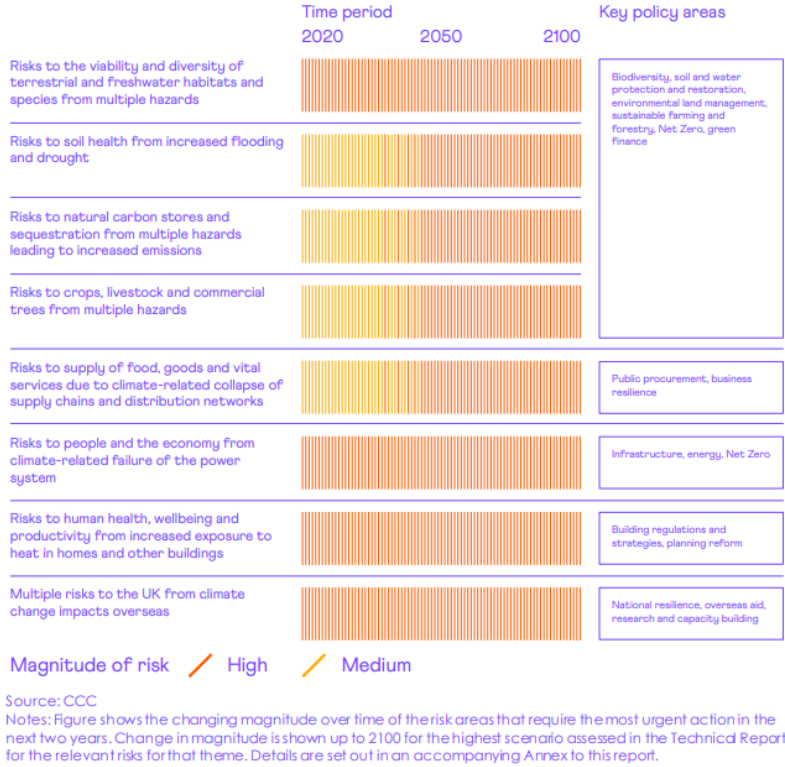 Time period
Key policy areas
2020 2050 2100
Risks to the viability and diversity of
terrestrial and freshwater habitats and
species from multiple hazards
Biodiversity, soil and water
protection and restoration,
environmental land management,
sustainable farming and
forestry, Net Zero, green
finance
Risks to soil health from increased flooding
and drought
Risks to natural carbon stores and
sequestration from multiple hazards
leading to increased emissions
Risks to crops, livestock and commercial
trees from multiple hazards
Risks to supply of food, goods and vital
services due to climate-related collapse of
supply chains and distribution networks
Public procurement, business
resilience
Risks to people and the economy from
climate-related failure of the power
system
Infrastructure, energy, Net Zero
Risks to human health, wellbeing and
productivity from increased exposure to
heat in homes and other buildings
Building regulations and
strategies, planning reform
Multiple risks to the UK from climate
change impacts overseas
National resilience, overseas aid,
research and capacity building
Magnitude of risk High Medium
Source: CCC
Notes: Figure shows the changing magnitude over time of the risk areas that require the most urgent action in the
next two years. Change in magnitude is shown up to 2100 for the highest scenario assessed in the Technical Report
for the relevant risks for that theme. Details are set out in an accompanying Annex to this report.